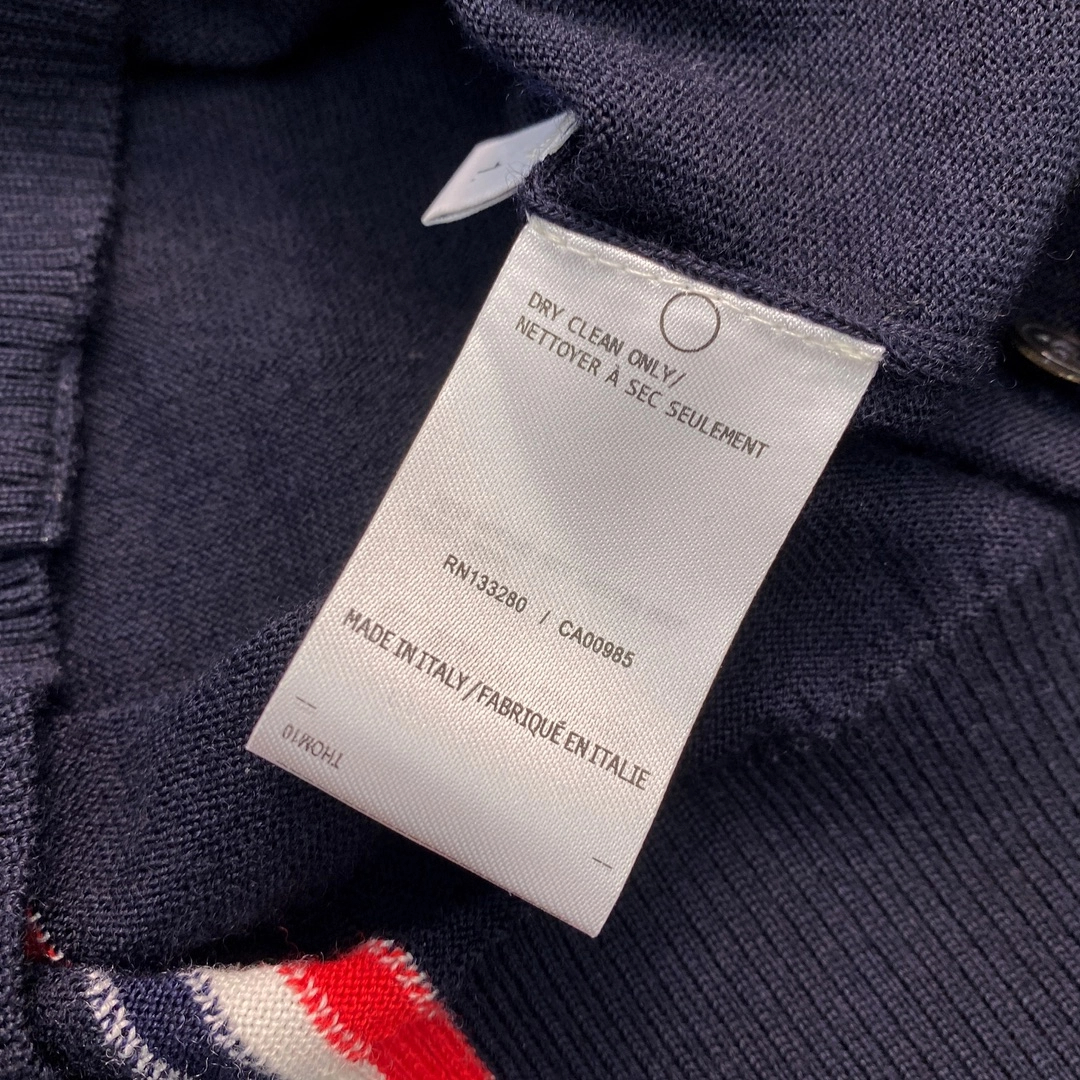 DRY CLEAN ONLY/
NETTOYER À SEC SEULEMENT
RN133280 / CA00985
MADE IN ITALY/FABRIQUÉ EN ITALIE
THOM10